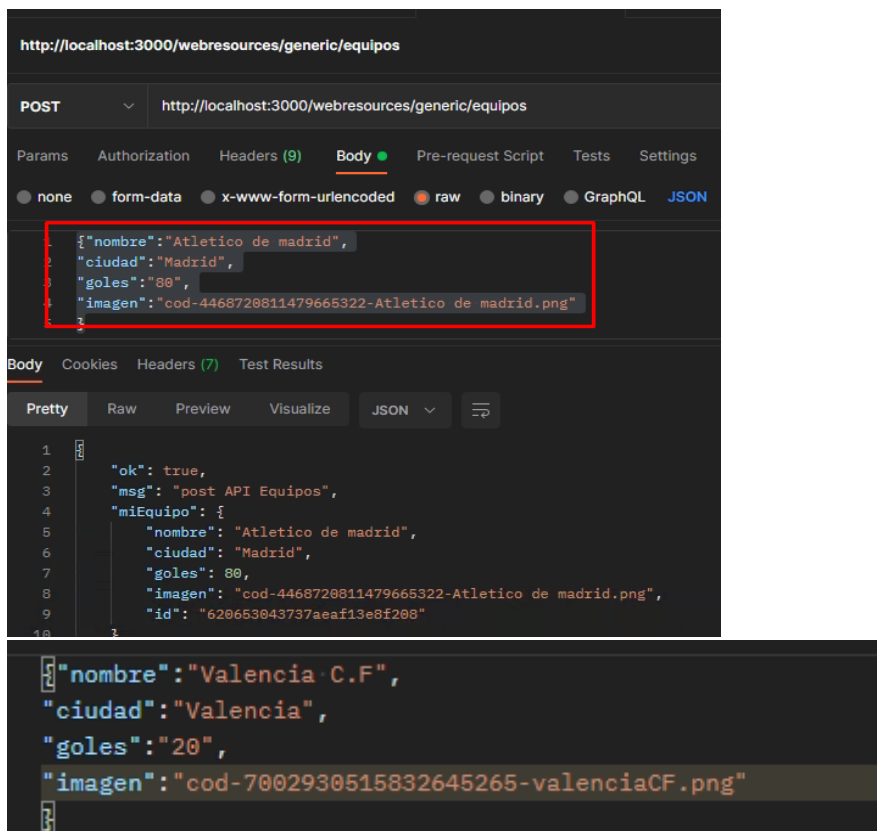 http://localhost:3000/webresources/generic/equipos
POST http://localhost:3000/webresources/generic/equipos
Params Authorization Headers (9) Body Pre-request Script Tests Settings
none form-data x-www-form-urlencoded raw binary GraphQL JSON
1 {"nombre":"Atletico de madrid",
2 "ciudad":"Madrid",
3 "goles":"80",
4 "imagen":"cod-4468720811479665322-Atletico de madrid.png"
5 }
Body Cookies Headers (7) Test Results
Pretty Raw Preview Visualize JSON
1 {
2 "ok": true,
3 "msg": "post API Equipos",
4 "miEquipo": {
5 "nombre": "Atletico de madrid",
6 "ciudad": "Madrid",
7 "goles": 80,
8 "imagen": "cod-4468720811479665322-Atletico de madrid.png",
9 "id": "620653043737aeaf13e8f208"
10 }
{"nombre":"Valencia C.F",
"ciudad":"Valencia",
"goles":"20",
"imagen":"cod-7002930515832645265-valenciaCF.png"
}